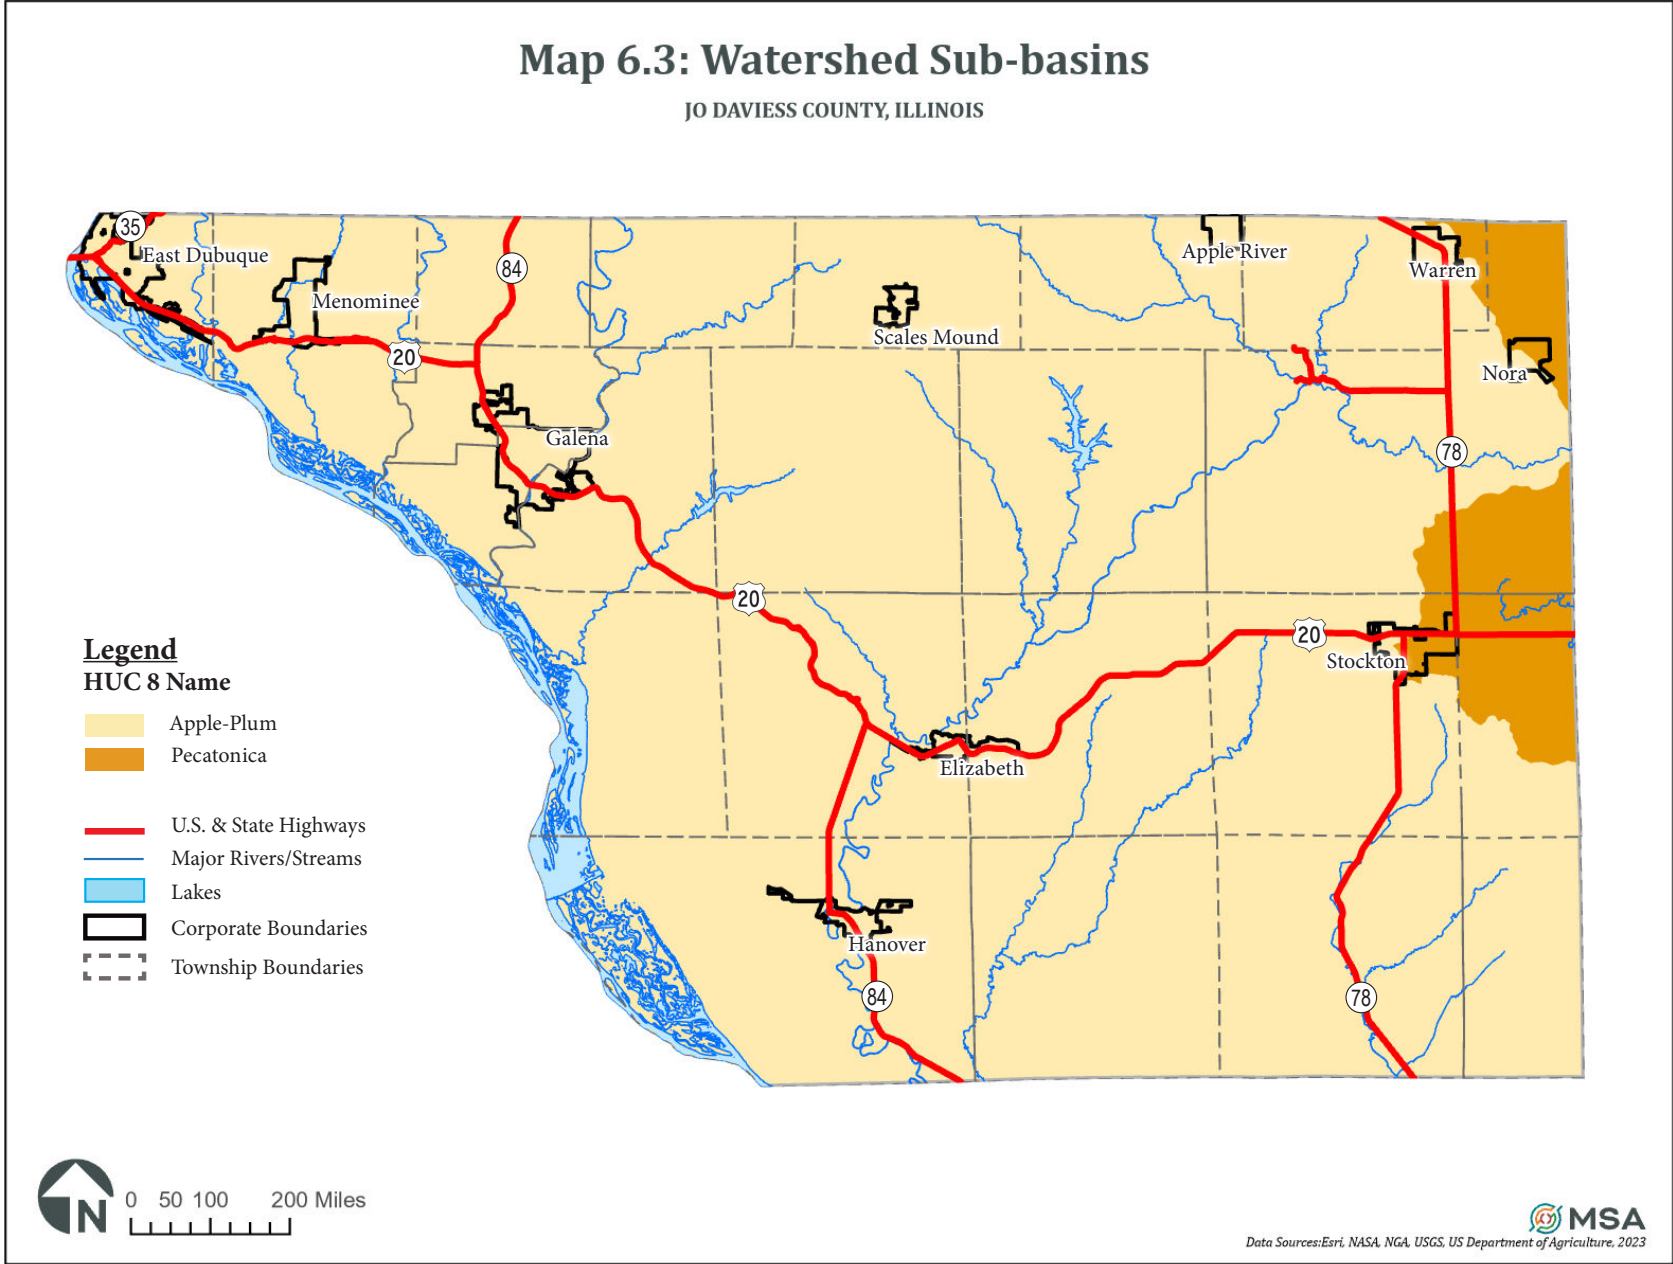 Map 6.3: Watershed Sub-basins
JO DAVIESS COUNTY, ILLINOIS
35
East Dubuque
84
Menominee
20
Scales Mound
Apple River
Warren
Nora
Galena
78
20
20
Stockton
Elizabeth
Hanover
84
78
Legend
HUC 8 Name
Apple-Plum
Pecatonica
U.S. & State Highways
Major Rivers/Streams
Lakes
Corporate Boundaries
Township Boundaries
N
0 50 100 200 Miles
MSA
Data Sources:Esri, NASA, NGA, USGS, US Department of Agriculture, 2023